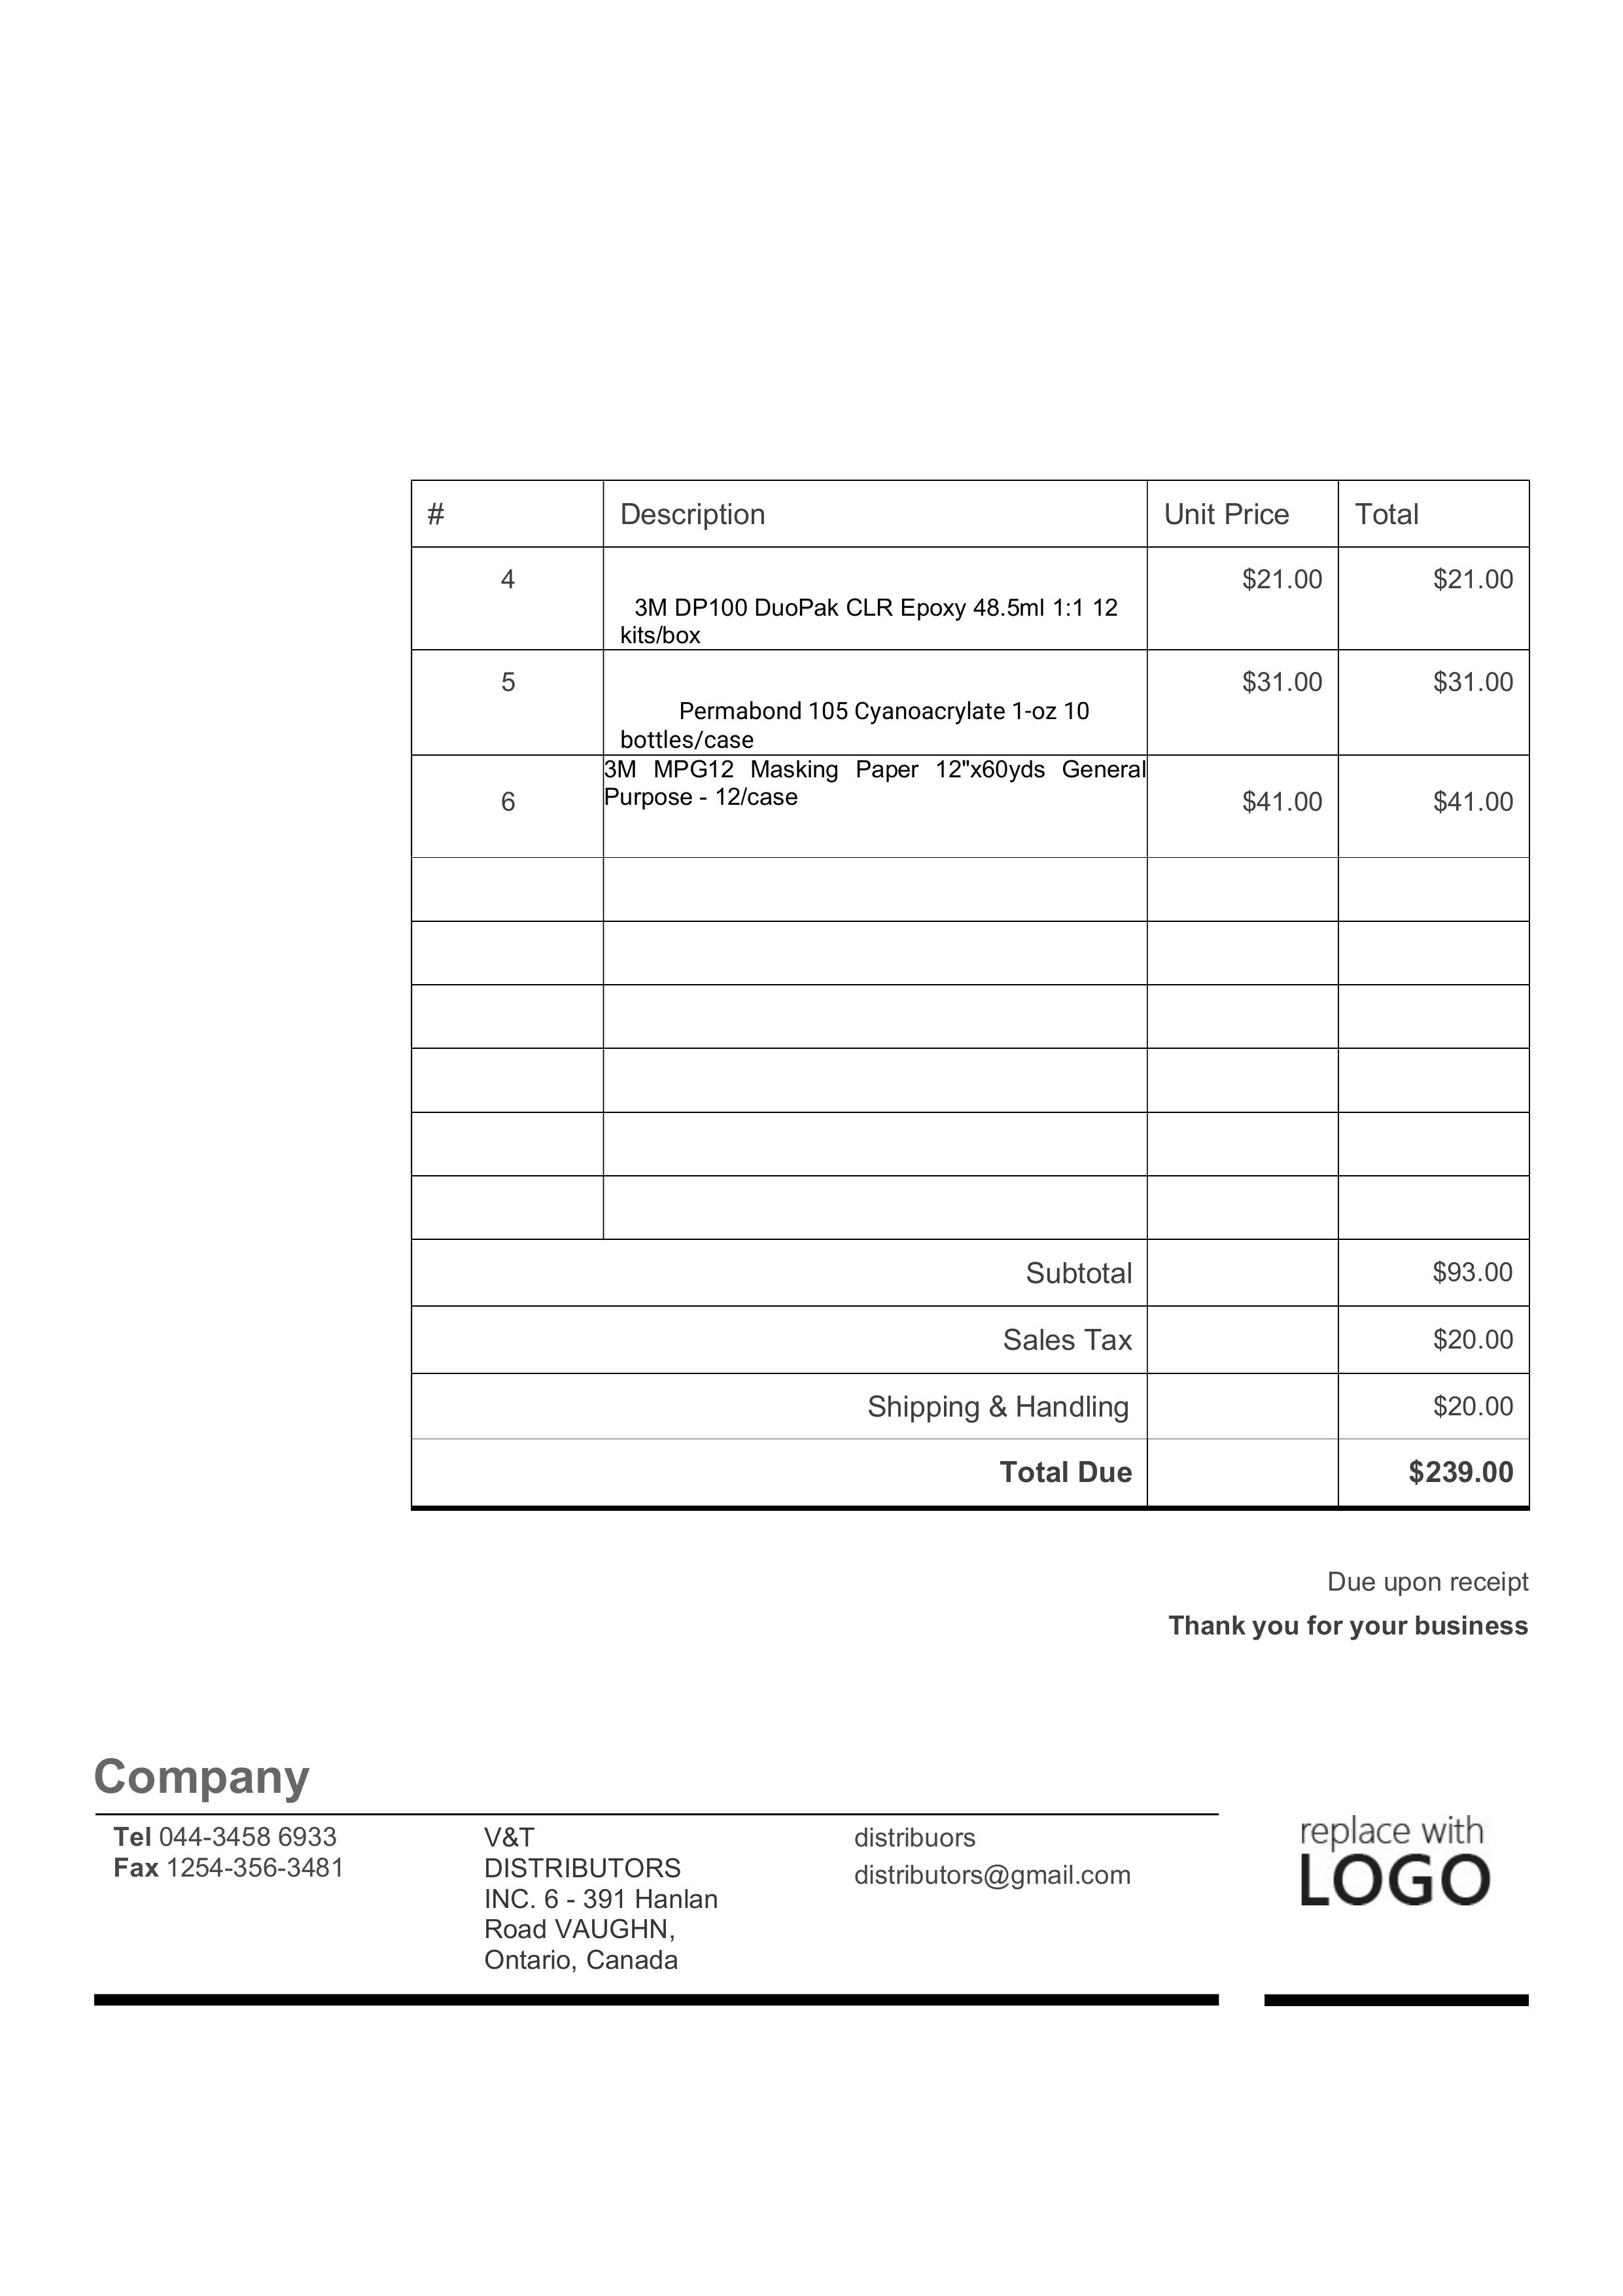 # Description Unit Price Total
4 $21.00 $21.00
3M DP100 DuoPak CLR Epoxy 48.5ml 1:1 12
kits/box
5 $31.00 $31.00
Permabond 105 Cyanoacrylate 1-oz 10
bottles/case
3M MPG12 Masking Paper 12"x60yds General
Purpose - 12/case
6 $41.00 $41.00
Subtotal $93.00
Sales Tax $20.00
Shipping & Handling $20.00
Total Due $239.00
Due upon receipt
Thank you for your business
Company
Tel 044-3458 6933
Fax 1254-356-3481
V&T
DISTRIBUTORS
INC. 6 - 391 Hanlan
Road VAUGHN,
Ontario, Canada
distribuors
distributors@gmail.com
replace with
LOGO